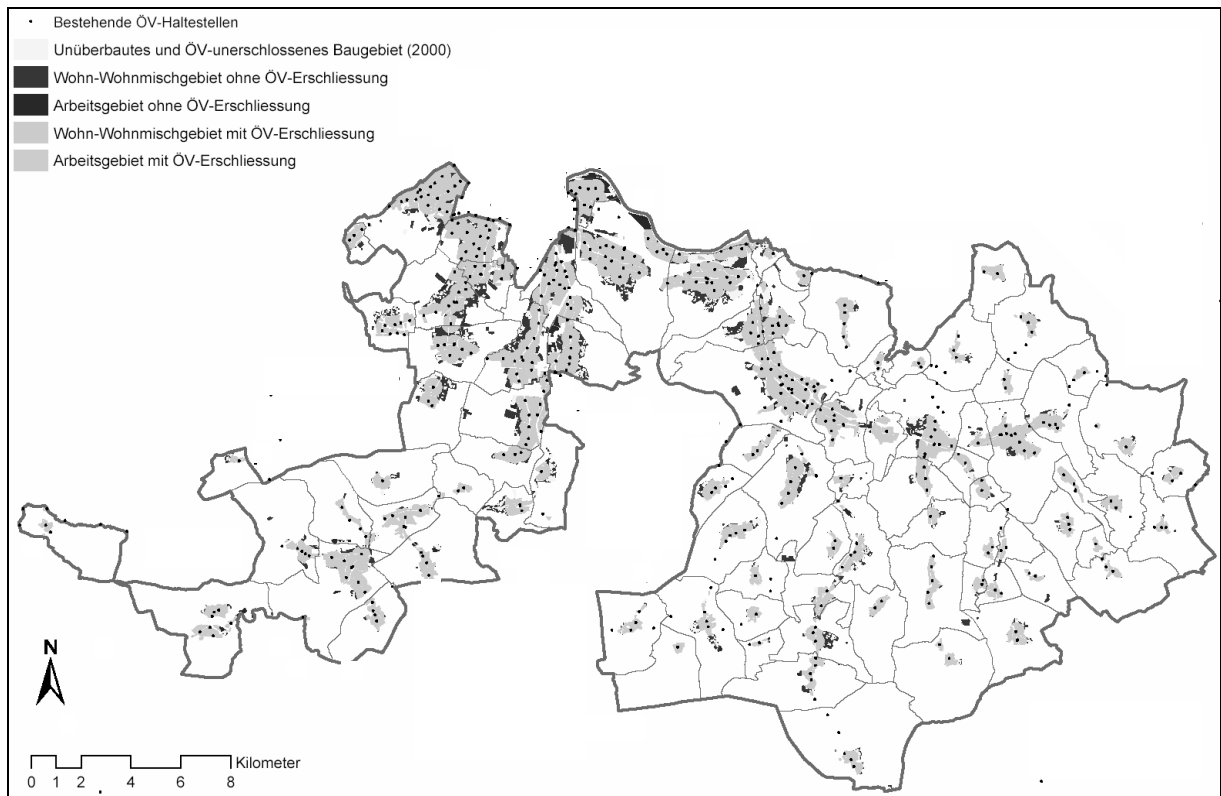 Bestehende ÖV-Haltestellen
Unüberbautes und ÖV-unerschlossenes Baugebiet (2000)
Wohn-Wohnmischgebiet ohne ÖV-Erschliessung
Arbeitsgebiet ohne ÖV-Erschliessung
Wohn-Wohnmischgebiet mit ÖV-Erschliessung
Arbeitsgebiet mit ÖV-Erschliessung
N
Kilometer
0 1 2 4 6 8